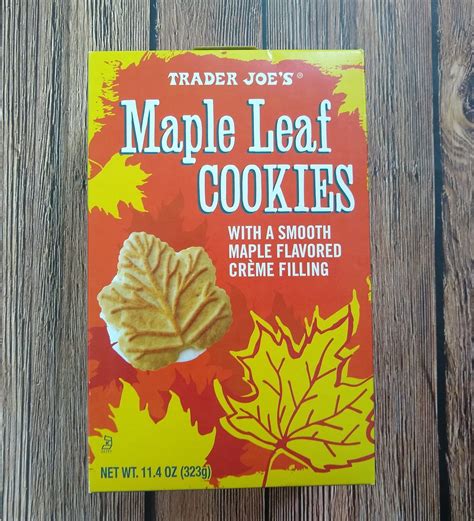 TRADER JOE'S®
Maple Leaf
COOKIES
WITH A SMOOTH
MAPLE FLAVORED
CRÈME FILLING
NET WT. 11.4 OZ (323g)